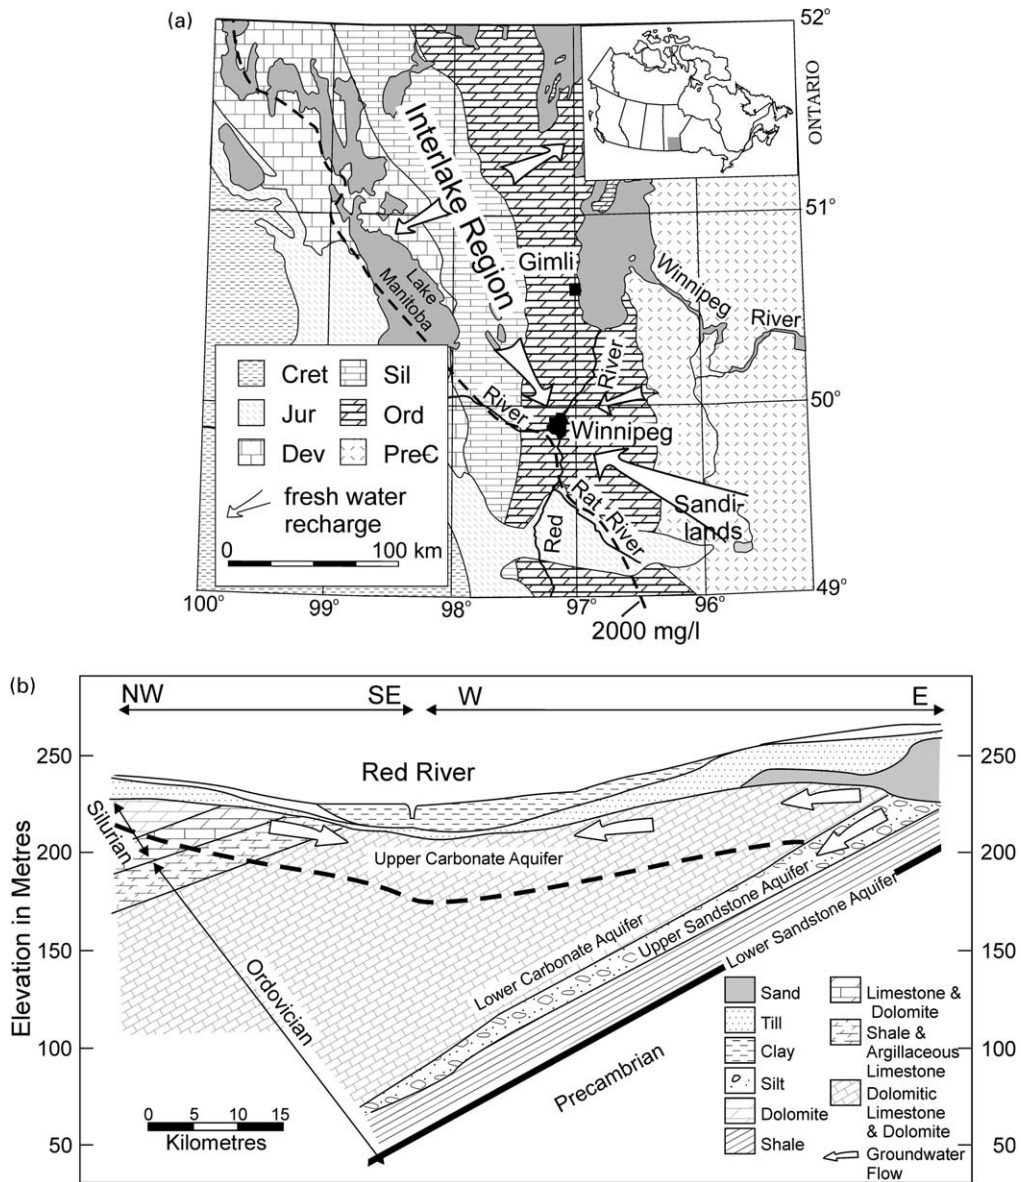 (a)
52°
ONTARIO
Interlake Region
51°
Gimli
Winnipeg
River
Lake
Manitoba
River
50°
River
Winnipeg
Rat River
Sandi-
lands
Red
49°
100°
99°
98°
97°
96°
2000 mg/l
Cret
Sil
Jur
Ord
Dev
PreC
fresh water
recharge
0
100 km
(b)
NW
SE
W
E
250
250
Red River
Silurian
200
200
Upper Carbonate Aquifer
Elevation in Metres
150
150
Lower Carbonate Aquifer
Upper Sandstone Aquifer
Lower Sandstone Aquifer
Ordovician
100
100
Precambrian
50
50
0 5 10 15
Kilometres
Sand
Till
Clay
Silt
Dolomite
Shale
Limestone &
Dolomite
Shale &
Argillaceous
Limestone
Dolomitic
Limestone
& Dolomite
Groundwater
Flow